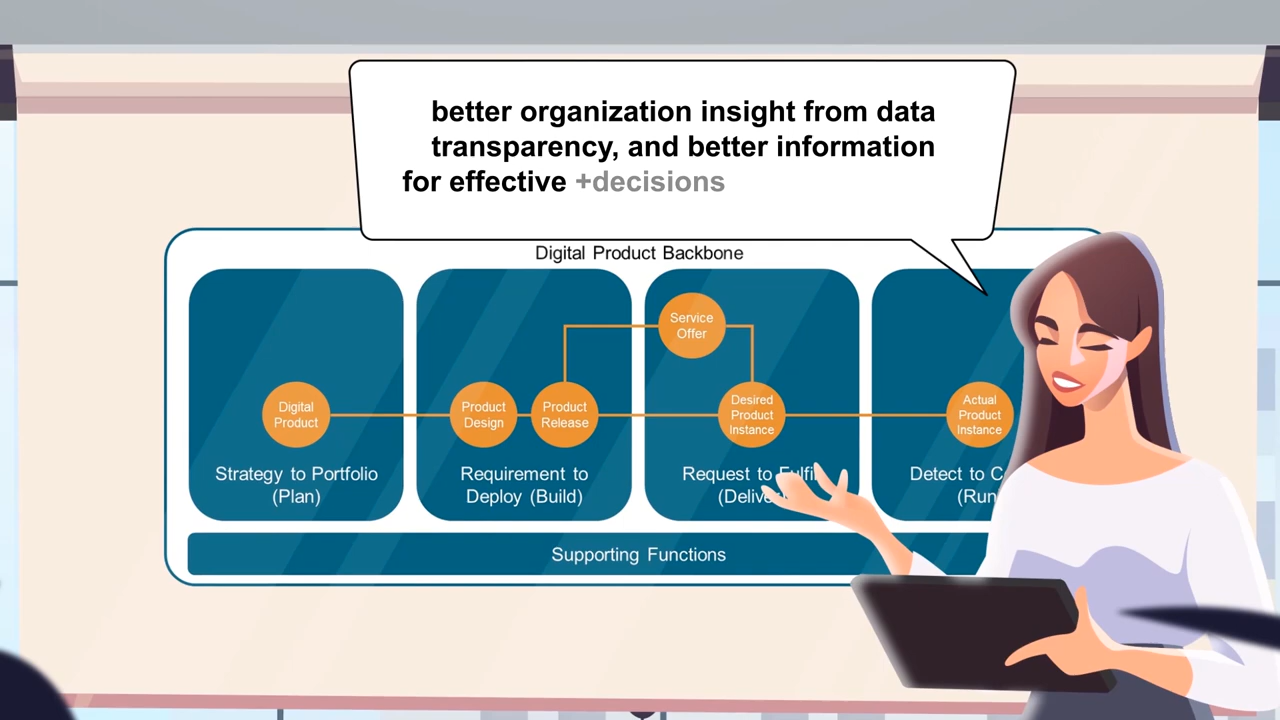 better organization insight from data
transparency, and better information
for effective +decisions
Digital Product Backbone
Service
Offer
Digital
Product
Product
Design
Product
Release
Desired
Product
Instance
Actual
Product
Instance
Strategy to Portfolio
(Plan)
Requirement to
Deploy (Build)
Request to
Detect to
Supporting Functions